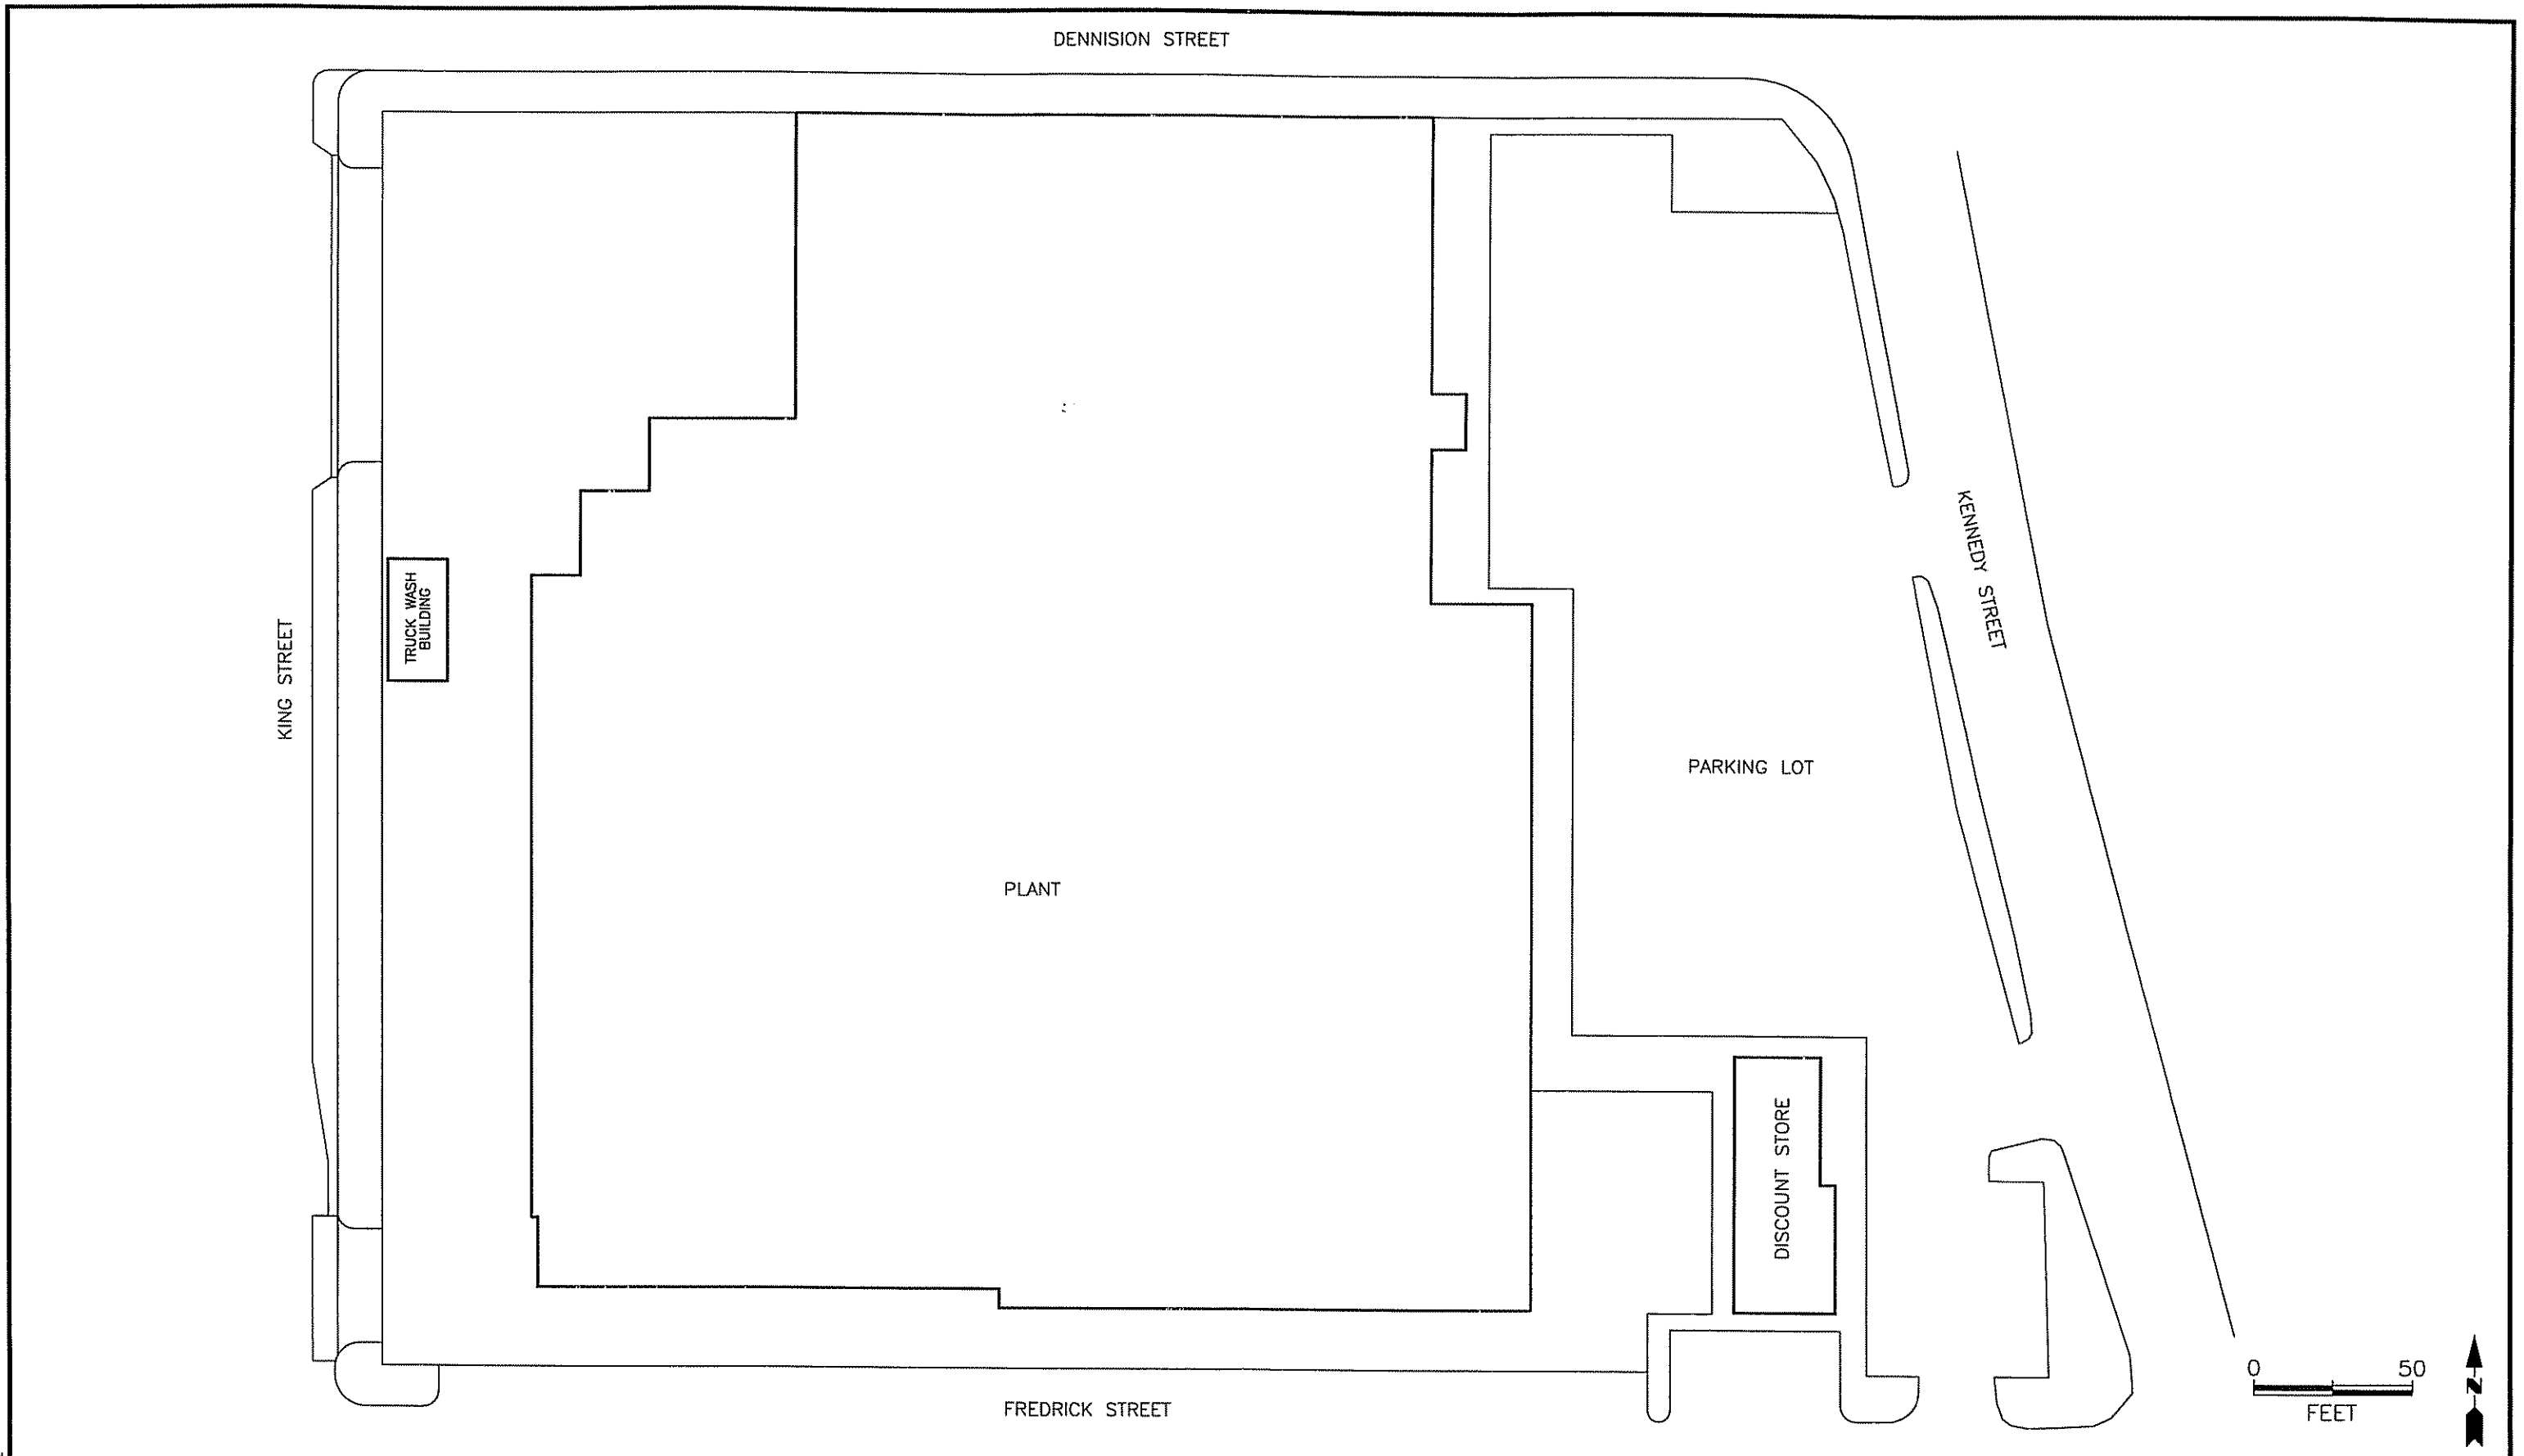 DENNISION STREET
KENNEDY STREET
TRUCK WASH
BUILDING
KING STREET
PARKING LOT
PLANT
DISCOUNT STORE
0 50
FEET
N
FREDRICK STREET